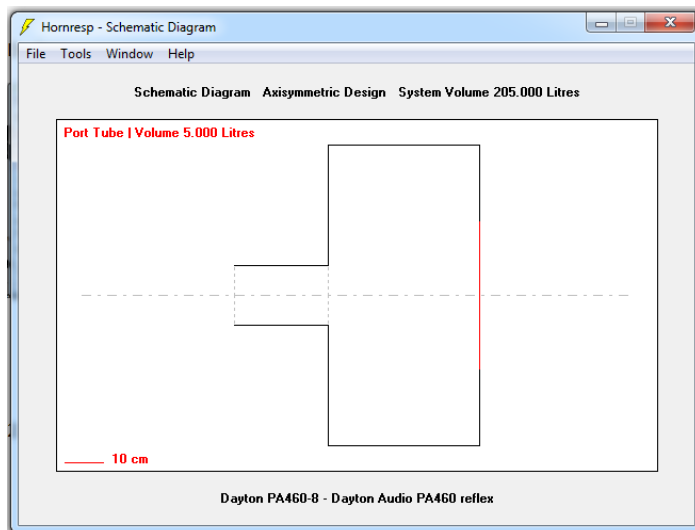 Hornresp - Schematic Diagram
File Tools Window Help
Schematic Diagram Axisymmetric Design System Volume 205.000 Litres
Port Tube | Volume 5.000 Litres
10 cm
Dayton PA460-8 - Dayton Audio PA460 reflex